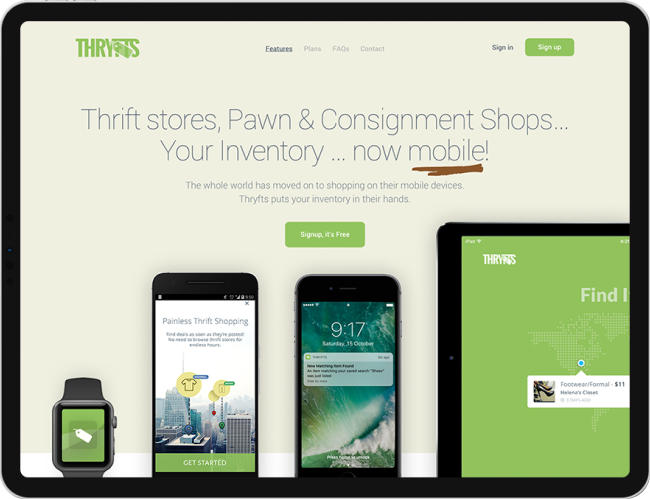 THRYFTS
Features Plans FAQs Contact
Sign in Sign up
Thrift stores, Pawn & Consignment Shops...
Your Inventory ... now mobile!
The whole world has moved on to shopping on their mobile devices.
Thryfts puts your inventory in their hands.
Signup, it's Free
9:50
Painless Thrift Shopping
Find deals as soon as they're posted!
No need to browse thrift stores for
endless hours.
GET STARTED
9:17
Saturday, 15 October
THRYFTS
New Matching Item Found
An item matching your saved search "Shoes"
was just listed
Press home to unlock
iPad
THRYFTS
Find I
Footwear/Formal - $11
Helena's Closet